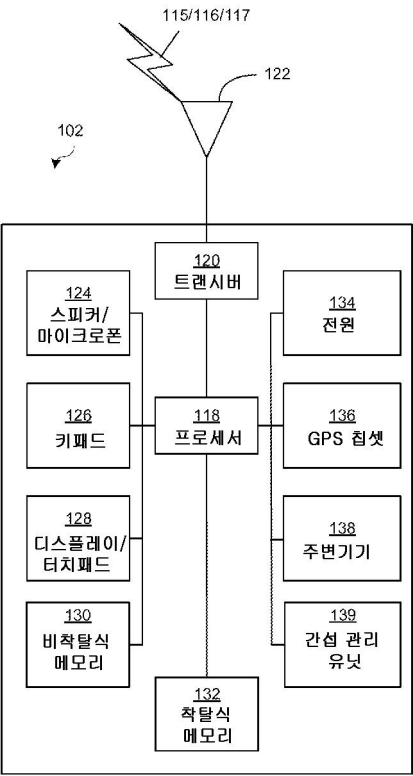 115/116/117
122
102
120
트랜시버
124
스피커/
마이크로폰
134
전원
126
키패드
118
프로세서
136
GPS 칩셋
128
디스플레이/
터치패드
138
주변기기
130
비착탈식
메모리
139
간섭 관리
유닛
132
착탈식
메모리